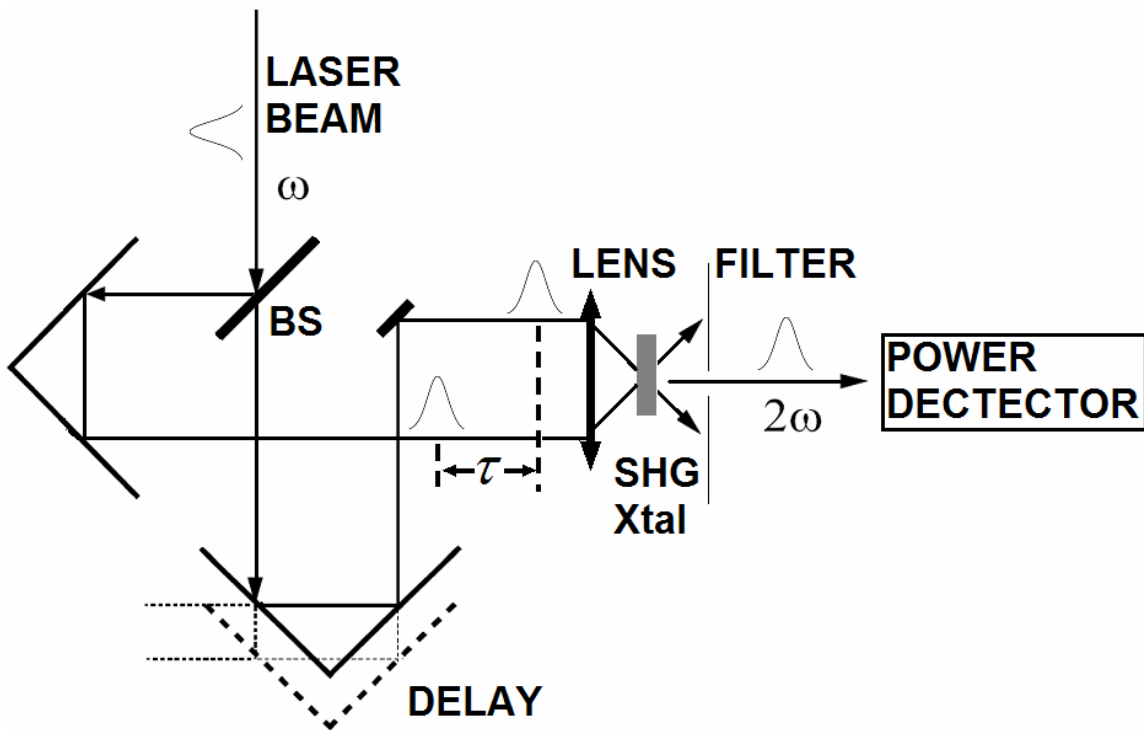 LASER
BEAM
ω
BS
LENS
FILTER
POWER
DECTECTOR
2ω
τ
SHG
Xtal
DELAY